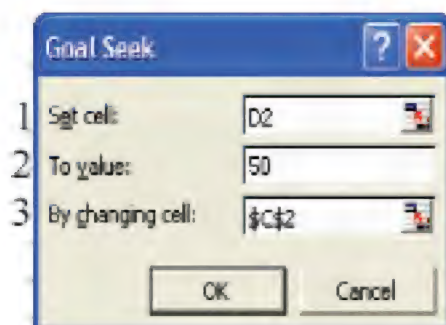 Goal Seek
1 Set cell: D2
2 To value: 50
3 By changing cell: $C$2
OK Cancel